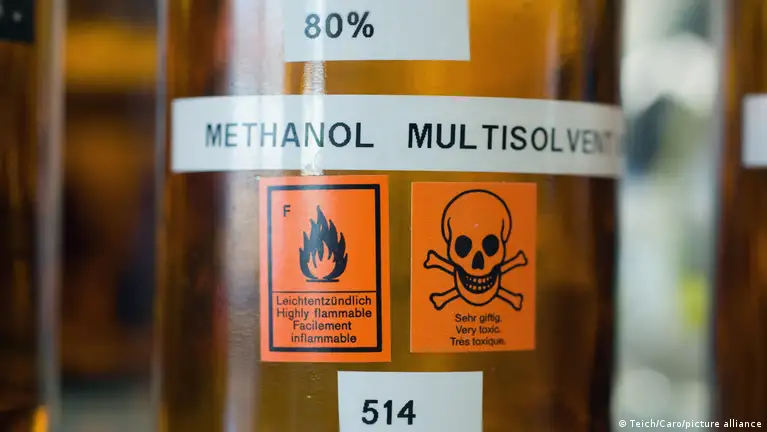 80%
METHANOL MULTISOLVENT
F
Leichtentzündlich
Highly flammable
Facilement
inflammable
Sehr giftig.
Very toxic.
Très toxique.
514
© Teich/Caro/picture alliance